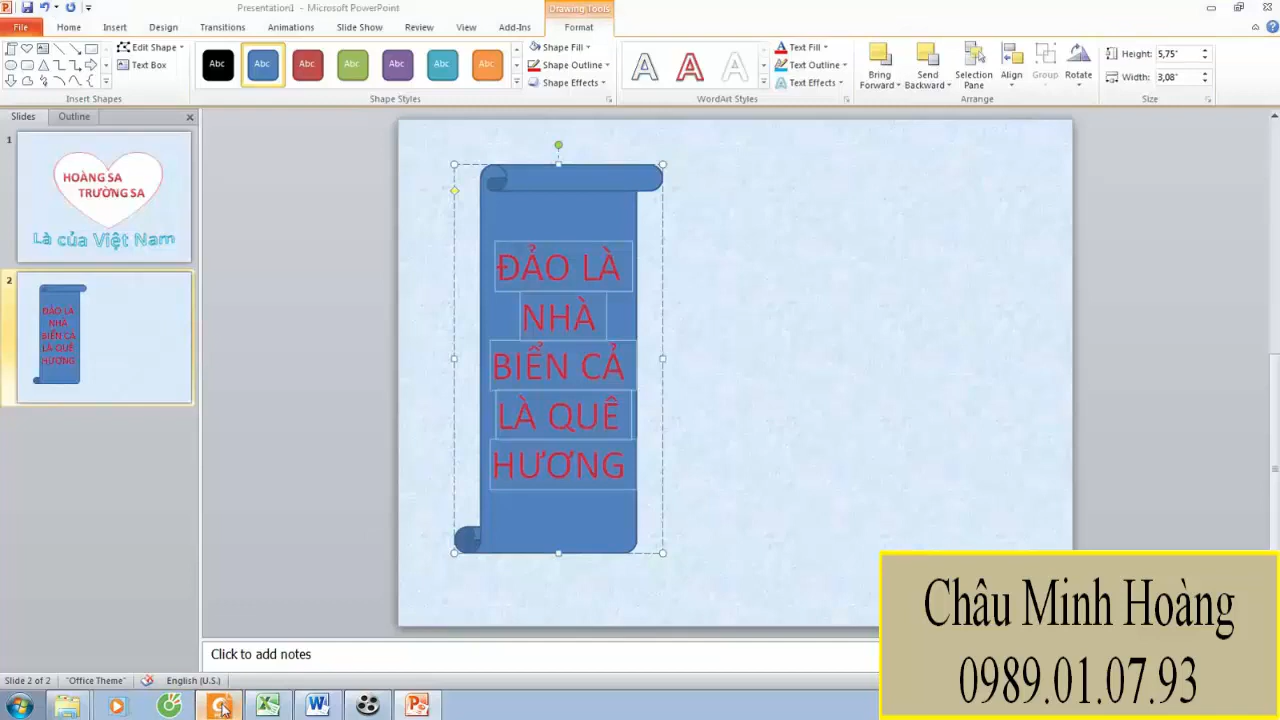 Presentation1 - Microsoft PowerPoint
Drawing Tools
File
Home
Insert
Design
Transitions
Animations
Slide Show
Review
View
Add-Ins
Format
Edit Shape
Text Box
Insert Shapes
Abc Abc Abc Abc Abc Abc Abc
Shape Fill
Shape Outline
Shape Effects
Shape Styles
A A A
Text Fill
Text Outline
Text Effects
WordArt Styles
Bring Forward
Send Backward
Selection Pane
Align
Group
Rotate
Arrange
Height: 5,75"
Width: 3,08"
Size
Slides
Outline
1
HOÀNG SA
TRƯỜNG SA
Là của Việt Nam
2
ĐẢO LÀ
NHÀ
BIỂN CẢ
LÀ QUÊ
HƯƠNG
ĐẢO LÀ
NHÀ
BIỂN CẢ
LÀ QUÊ
HƯƠNG
Click to add notes
Slide 2 of 2
"Office Theme"
English (U.S.)
Châu Minh Hoàng
0989.01.07.93